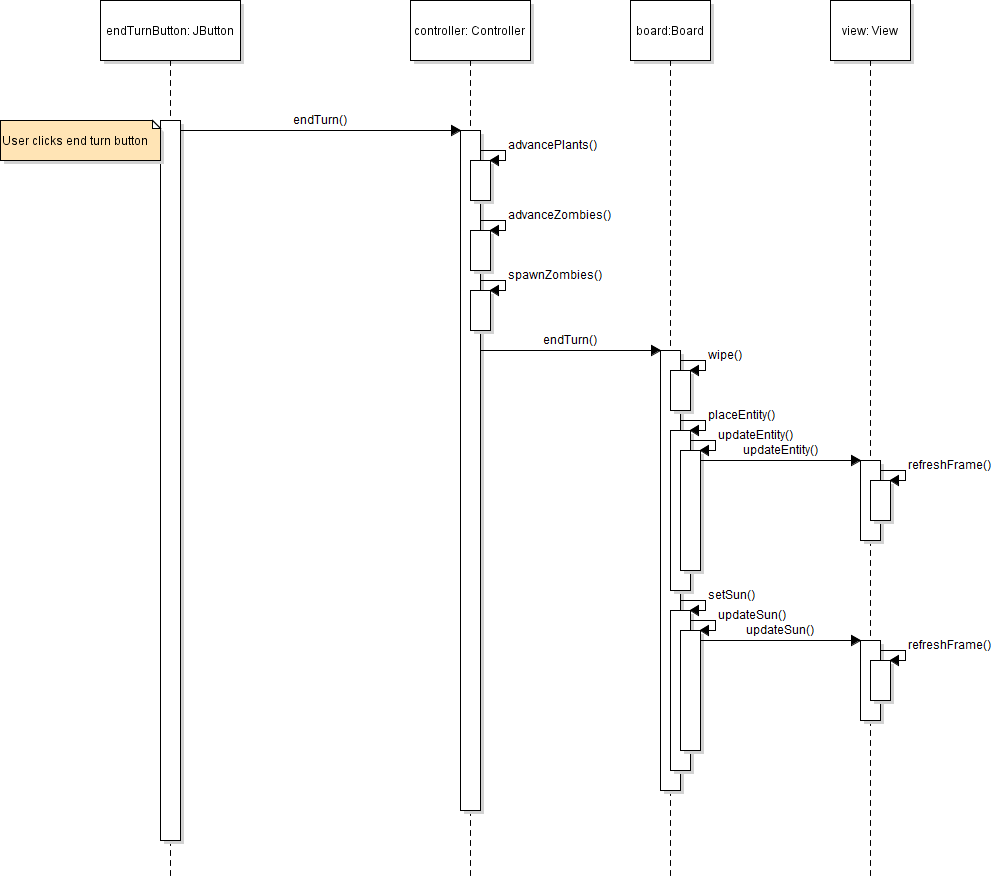 endTurnButton: JButton
controller: Controller
board:Board
view: View
User clicks end turn button
endTurn()
advancePlants()
advanceZombies()
spawnZombies()
endTurn()
wipe()
placeEntity()
updateEntity()
updateEntity()
refreshFrame()
setSun()
updateSun()
updateSun()
refreshFrame()